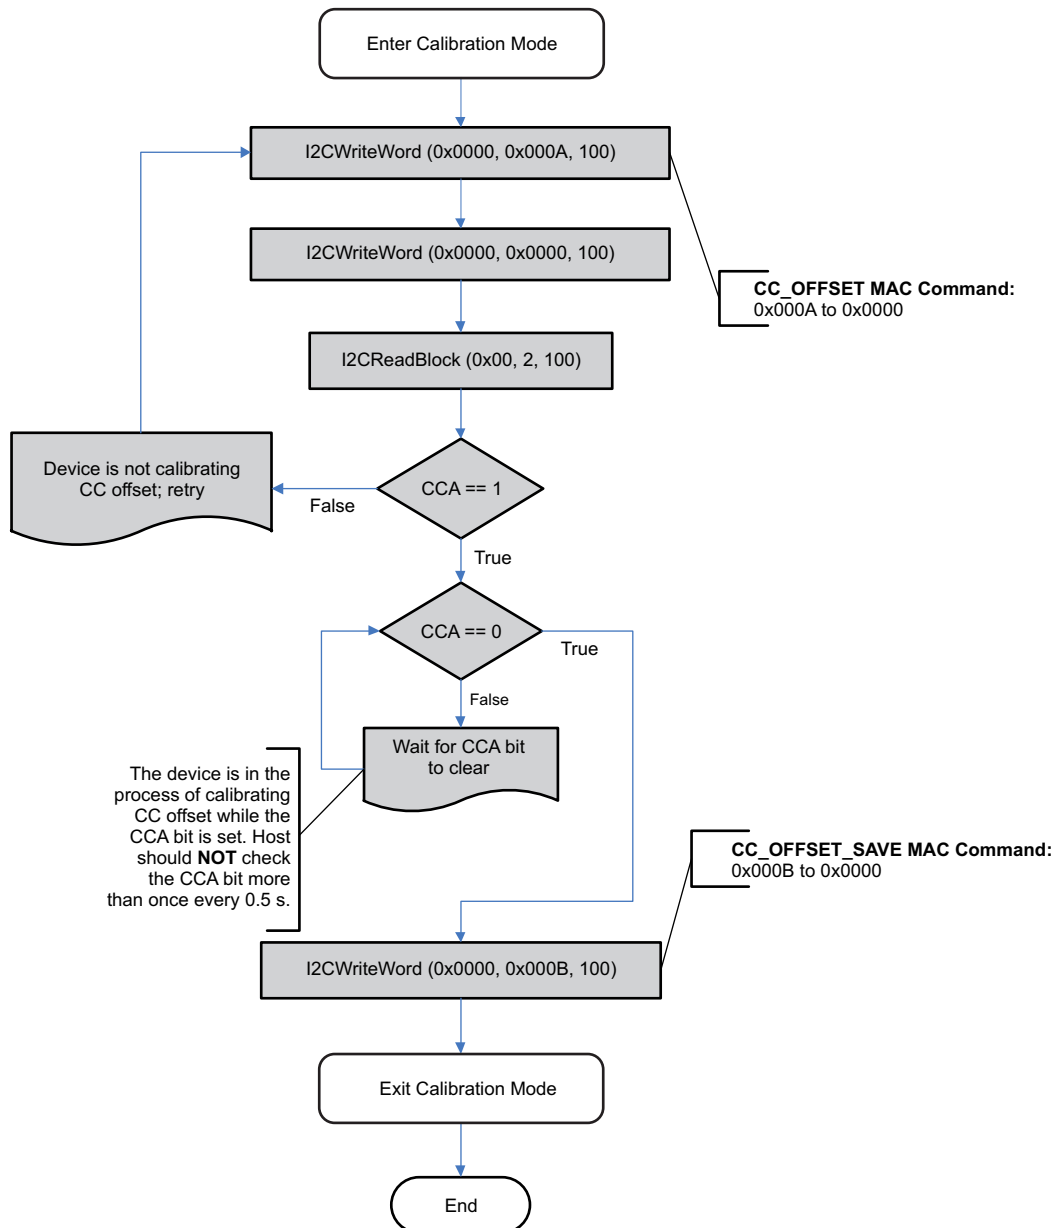 Enter Calibration Mode
I2CWriteWord (0x0000, 0x000A, 100)
I2CWriteWord (0x0000, 0x0000, 100)
CC_OFFSET MAC Command:
0x000A to 0x0000
I2CReadBlock (0x00, 2, 100)
Device is not calibrating
CC offset; retry
CCA == 1
False
True
CCA == 0
True
False
Wait for CCA bit
to clear
The device is in the
process of calibrating
CC offset while the
CCA bit is set. Host
should NOT check
the CCA bit more
than once every 0.5 s.
CC_OFFSET_SAVE MAC Command:
0x000B to 0x0000
I2CWriteWord (0x0000, 0x000B, 100)
Exit Calibration Mode
End